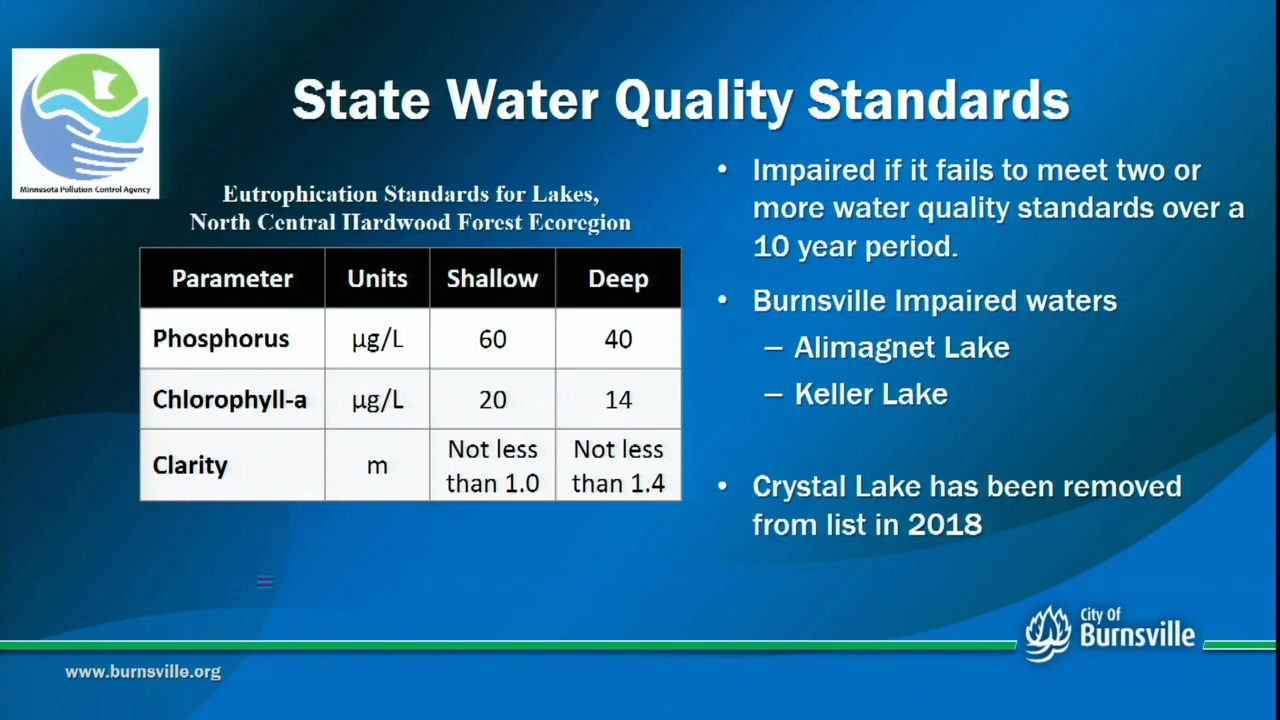 State Water Quality Standards
Minnesota Pollution Control Agency
Eutrophication Standards for Lakes,
North Central Hardwood Forest Ecoregion
Parameter Units Shallow Deep
Phosphorus µg/L 60 40
Chlorophyll-a µg/L 20 14
Clarity m Not less than 1.0 Not less than 1.4
• Impaired if it fails to meet two or
more water quality standards over a
10 year period.
• Burnsville Impaired waters
– Alimagnet Lake
– Keller Lake
• Crystal Lake has been removed
from list in 2018
City Of
Burnsville
www.burnsville.org